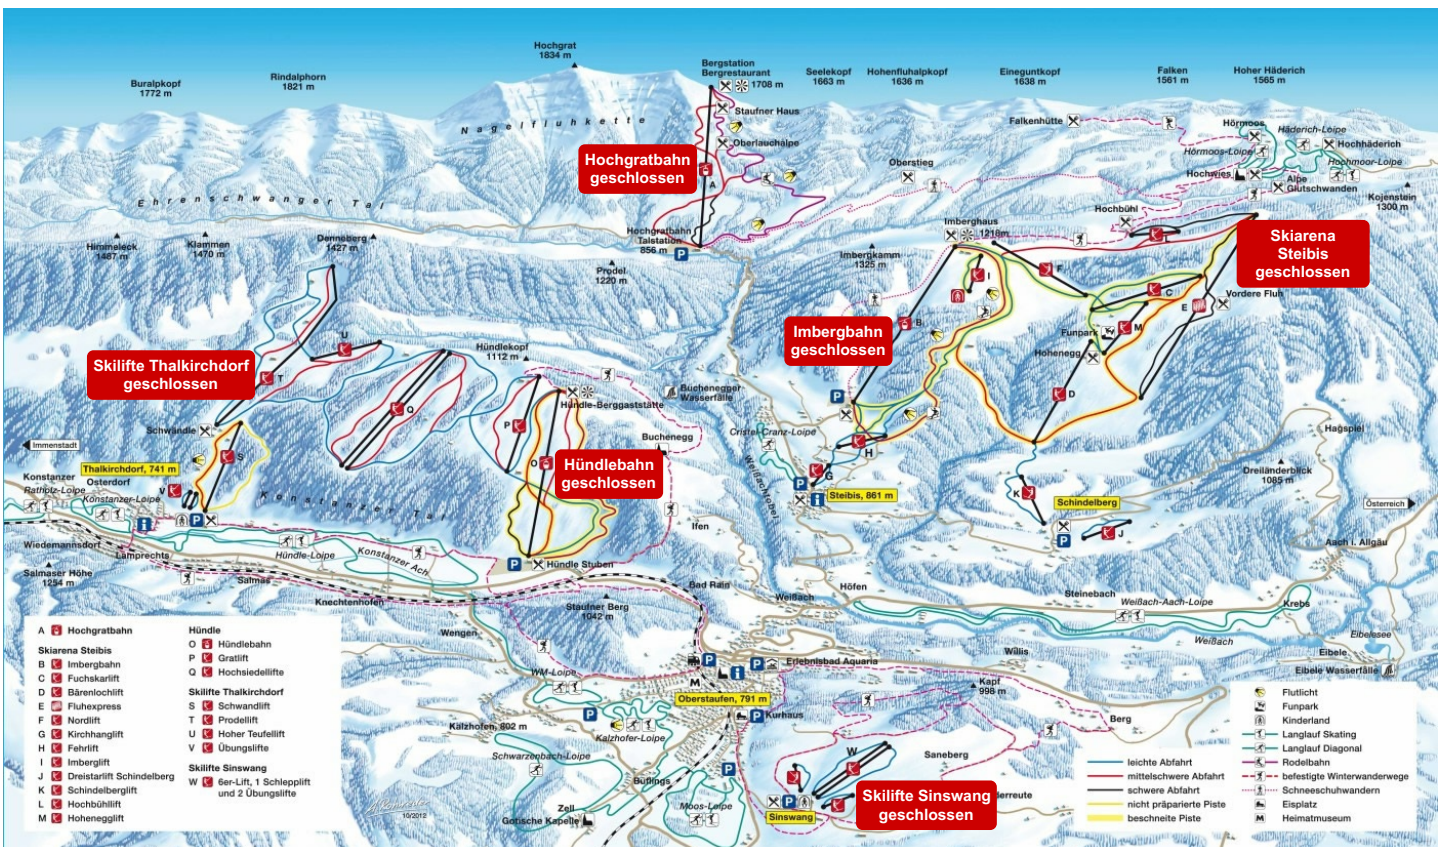 Hochgrat
1834 m
Buralpkopf
1772 m
Rindalphorn
1821 m
Bergstation
Bergrestaurant
1708 m
Seelekopf
1663 m
Hohenfluhalpkopf
1636 m
Eineguntkopf
1638 m
Falken
1561 m
Hoher Häderich
1565 m
Nagelfluhkette
Staufner Haus
Oberlauchalpe
Falkenhütte
Hörmoos
Häderich-Loipe
Hochhäderich
Hörmoos-Loipe
Hochmoor-Loipe
Hochwies
Alpe
Glutschwanden
Kojenstein
1300 m
Hochgratbahn
geschlossen
A
Oberstieg
Ehrenschwanger Tal
Hochbühl
Himmeleck
1487 m
Klammen
1470 m
Denneberg
1427 m
Hochgratbahn
Talstation
856 m
P
Prodel
1220 m
Imberghaus
1218m
Imbergkamm
1325 m
Skiarena
Steibis
geschlossen
I
F
C
E
Vordere Fluh
B
M
Funpark
Hohenegg
Imbergbahn
geschlossen
U
T
Skilifte Thalkirchdorf
geschlossen
Hündlekopf
1112 m
Buchenegger
Wasserfälle
Hündle-Berggaststätte
Q
P
P
D
Schwändle
Immenstadt
S
Buchenegg
Cristel-Cranz-Loipe
Hagspiel
H
G
Thalkirchdorf, 741 m
Konstanzer
Osterdorf
Ratholz-Loipe
Konstanzer-Loipe
V
O
Hündlebahn
geschlossen
Weißachtal
P
Steibis, 861 m
K
Schindelberg
P
J
Dreiländerblick
1085 m
Österreich
P
Ifen
Wiedemannsdorf
Lamprechts
Hündle-Loipe
Konstanzer Ach
P
Hündle Stuben
Aach i. Allgäu
Salmaser Höhe
1254 m
Salmas
Knechtenhofen
Staufner Berg
1042 m
Bad Rain
Weißach
Höfen
Steinebach
Weißach-Aach-Loipe
Krebs
Weißach
Eibelesee
Eibele
Eibele Wasserfälle
Wengen
WM-Loipe
P
P
Erlebnisbad Aquaria
M
Willis
Oberstaufen, 791 m
P
Kurhaus
Kapf
998 m
Berg
Kalzhofen, 802 m
P
Kalzhofer-Loipe
Schwarzenbach-Loipe
Büflings
P
Moos-Loipe
Zell
Gotische Kapelle
W
Saneberg
P
Sinswang
Skilifte Sinswang
geschlossen
10/2012
A Hochgratbahn
Skiarena Steibis
B Imbergbahn
C Fuchskarlift
D Bärenlochlift
E Fluhexpress
F Nordlift
G Kirchhanglift
H Fehrlift
I Imberglift
J Dreistarlift Schindelberg
K Schindelberglift
L Hochbühllift
M Hohenegglift
Hündle
O Hündlebahn
P Gratlift
Q Hochsiedellifte
Skilifte Thalkirchdorf
S Schwandlift
T Prodellift
U Hoher Teufellift
V Übungslifte
Skilifte Sinswang
W 6er-Lift, 1 Schlepplift
und 2 Übungslifte
leichte Abfahrt
mittelschwere Abfahrt
schwere Abfahrt
nicht präparierte Piste
beschneite Piste
Flutlicht
Funpark
Kinderland
Langlauf Skating
Langlauf Diagonal
Rodelbahn
befestigte Winterwanderwege
Schneeschuhwandern
Eisplatz
M Heimatmuseum